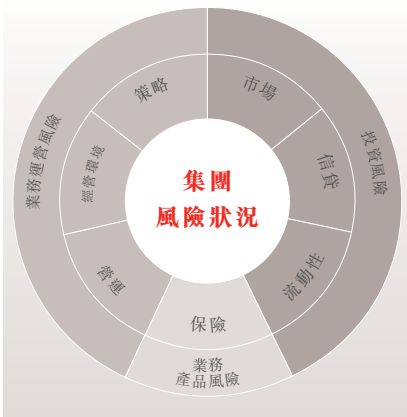 集團
風險狀況
市場
信貸
流動性
投資風險
保險
業務
產品風險
營運
經營環境
策略
業務運營風險